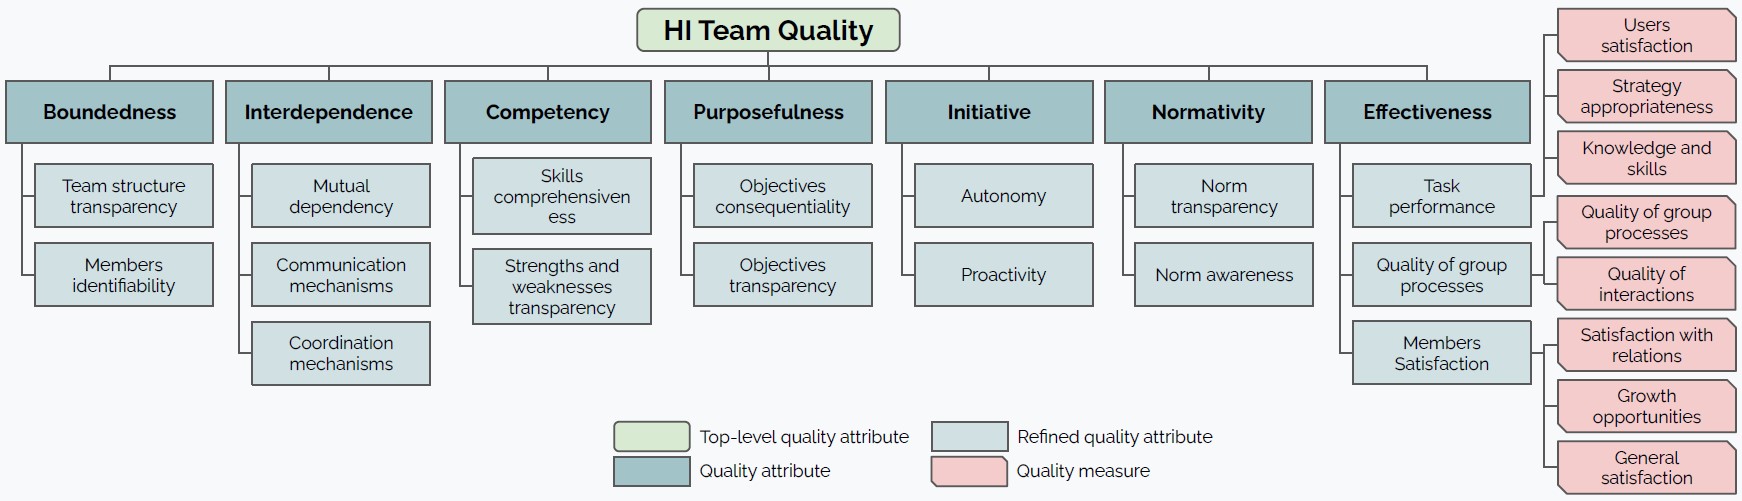 HI Team Quality
Boundedness
Team structure
transparency
Members
identifiability
Interdependence
Mutual
dependency
Communication
mechanisms
Coordination
mechanisms
Competency
Skills
comprehensiven
ess
Strengths and
weaknesses
transparency
Purposefulness
Objectives
consequentiality
Objectives
transparency
Initiative
Autonomy
Proactivity
Normativity
Norm
transparency
Norm awareness
Effectiveness
Task
performance
Quality of group
processes
Members
Satisfaction
Users
satisfaction
Strategy
appropriateness
Knowledge and
skills
Quality of group
processes
Quality of
interactions
Satisfaction with
relations
Growth
opportunities
General
satisfaction
Top-level quality attribute
Quality attribute
Refined quality attribute
Quality measure